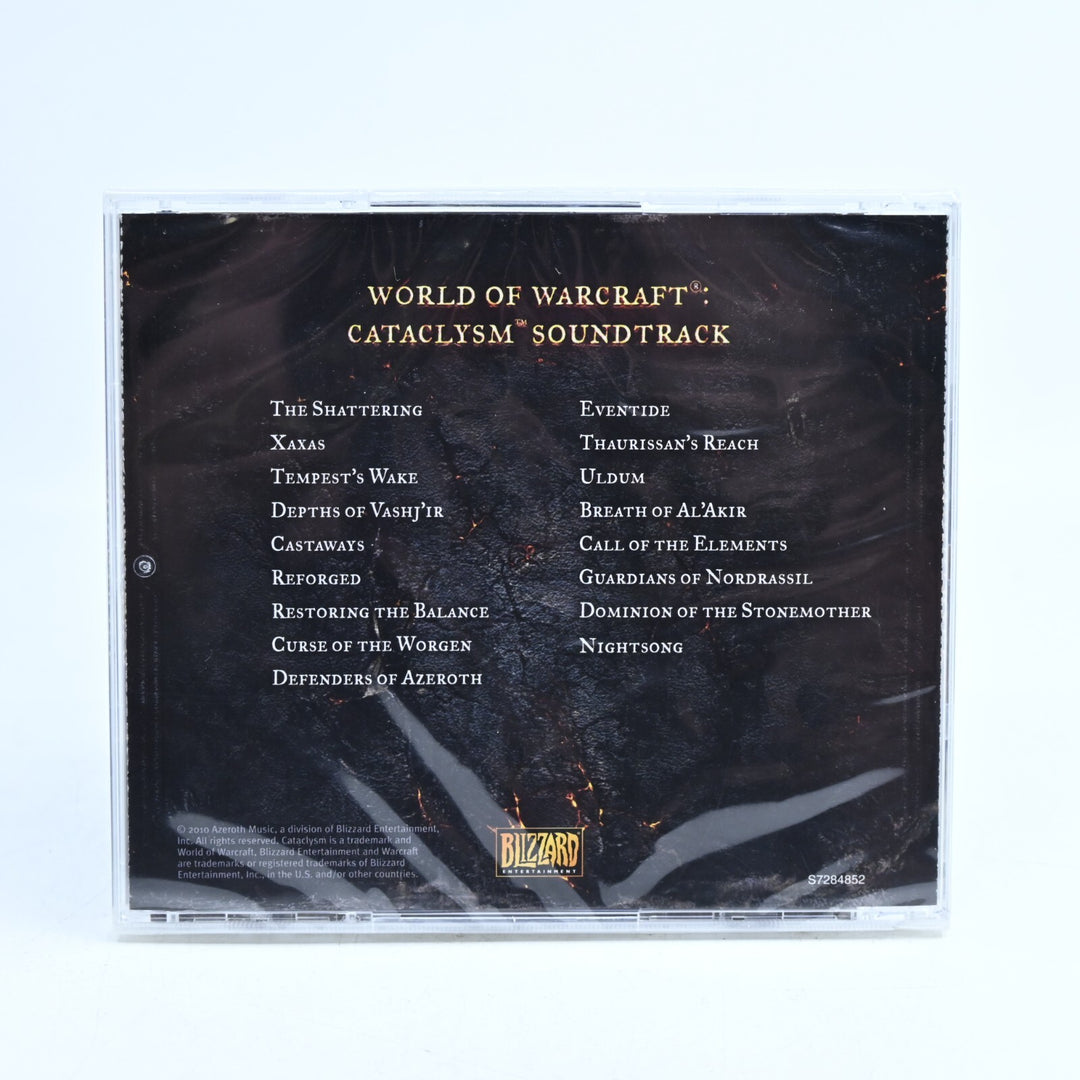 WORLD OF WARCRAFT®:
CATACLYSM™ SOUNDTRACK
THE SHATTERING
XAXAS
TEMPEST'S WAKE
DEPTHS OF VASHJ'IR
CASTAWAYS
REFORGED
RESTORING THE BALANCE
CURSE OF THE WORGEN
DEFENDERS OF AZEROTH
EVENTIDE
THAURISSAN'S REACH
ULDUM
BREATH OF AL'AKIR
CALL OF THE ELEMENTS
GUARDIANS OF NORDRASSIL
DOMINION OF THE STONEMOTHER
NIGHTSONG
© 2010 Azeroth Music, a division of Blizzard Entertainment,
Inc. All rights reserved. Cataclysm is a trademark and
World of Warcraft, Blizzard Entertainment and Warcraft
are trademarks or registered trademarks of Blizzard
Entertainment, Inc., in the U.S. and/or other countries.
BLIZZARD
ENTERTAINMENT
S7284852